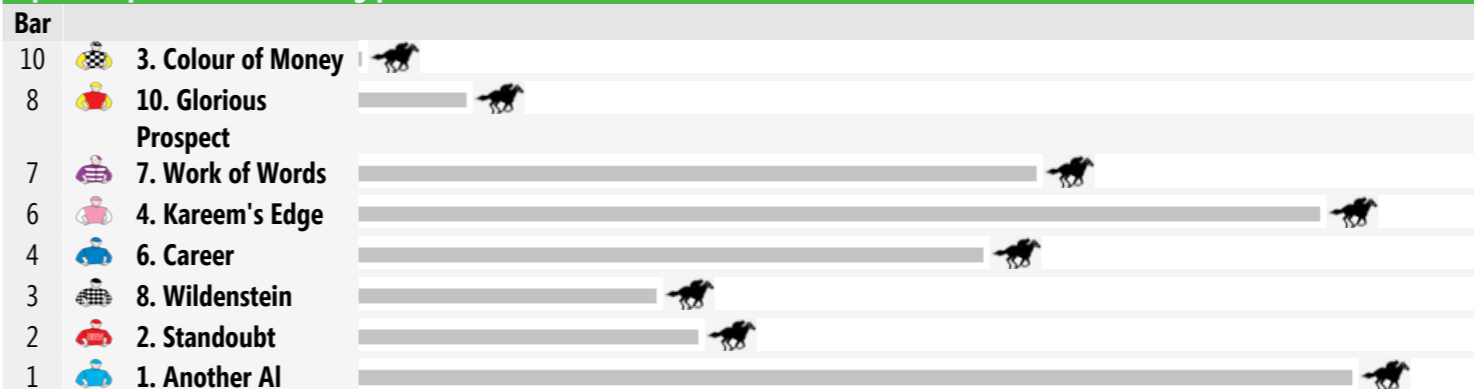 Bar
10 3. Colour of Money
8 10. Glorious
Prospect
7 7. Work of Words
6 4. Kareem's Edge
4 6. Career
3 8. Wildenstein
2 2. Standoubt
1 1. Another Al